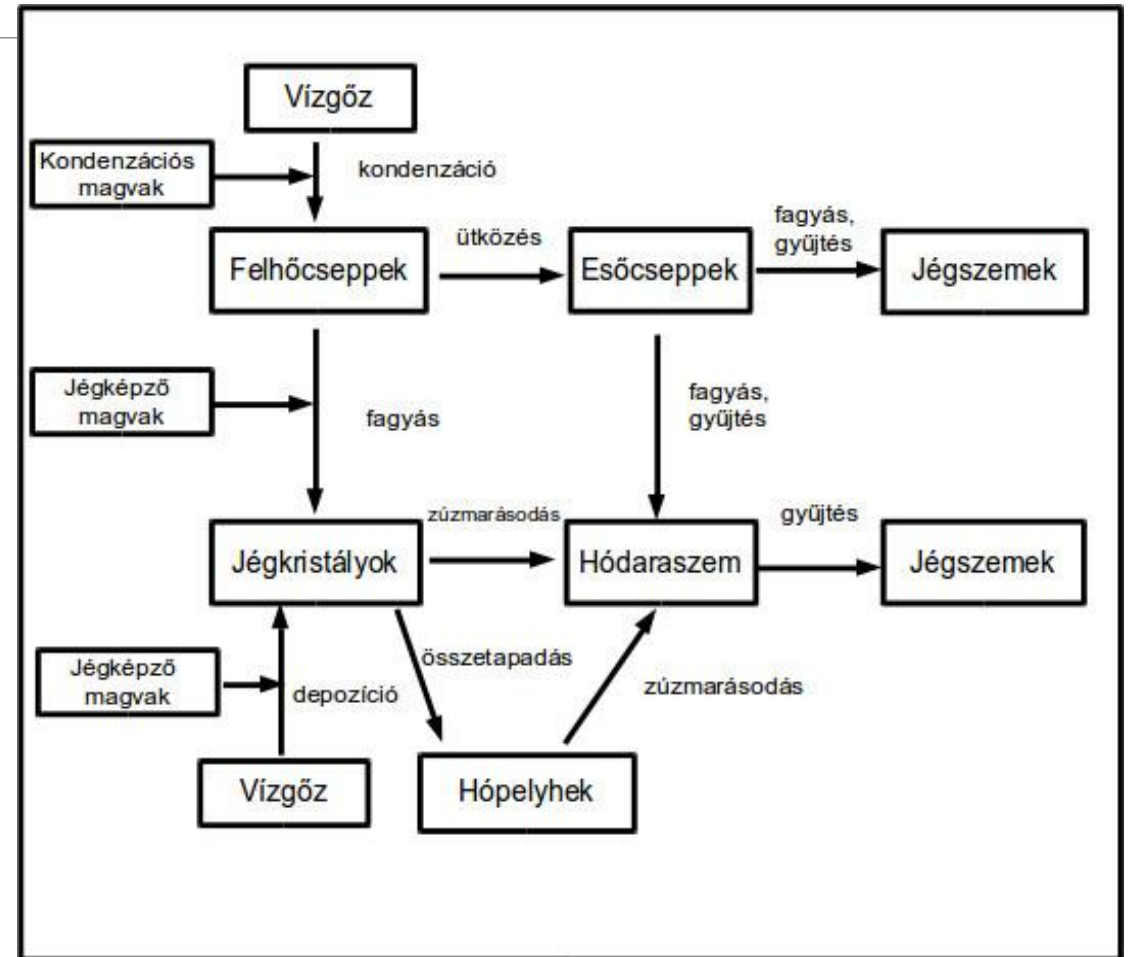 Vízgőz
Kondenzációs
magvak
kondenzáció
Felhőcseppek
ütközés
Esőcseppek
fagyás,
gyűjtés
Jégszemek
Jégképző
magvak
fagyás
fagyás,
gyűjtés
Jégkristályok
zúzmarásodás
Hódaraszem
gyűjtés
Jégszemek
Jégképző
magvak
depozíció
összetapadás
zúzmarásodás
Vízgőz
Hópelyhek